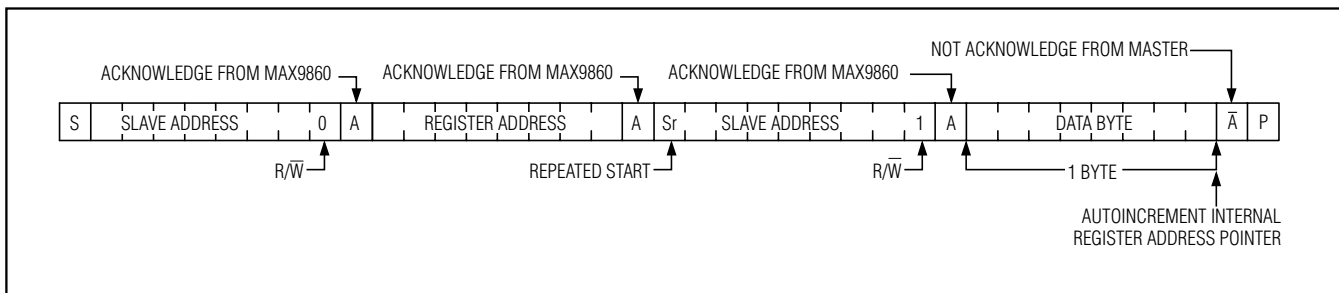 NOT ACKNOWLEDGE FROM MASTER
ACKNOWLEDGE FROM MAX9860 ACKNOWLEDGE FROM MAX9860 ACKNOWLEDGE FROM MAX9860
S SLAVE ADDRESS 0 A REGISTER ADDRESS A Sr SLAVE ADDRESS 1 A DATA BYTE A̅ P
R/W̅ REPEATED START R/W̅ 1 BYTE
AUTOINCREMENT INTERNAL
REGISTER ADDRESS POINTER